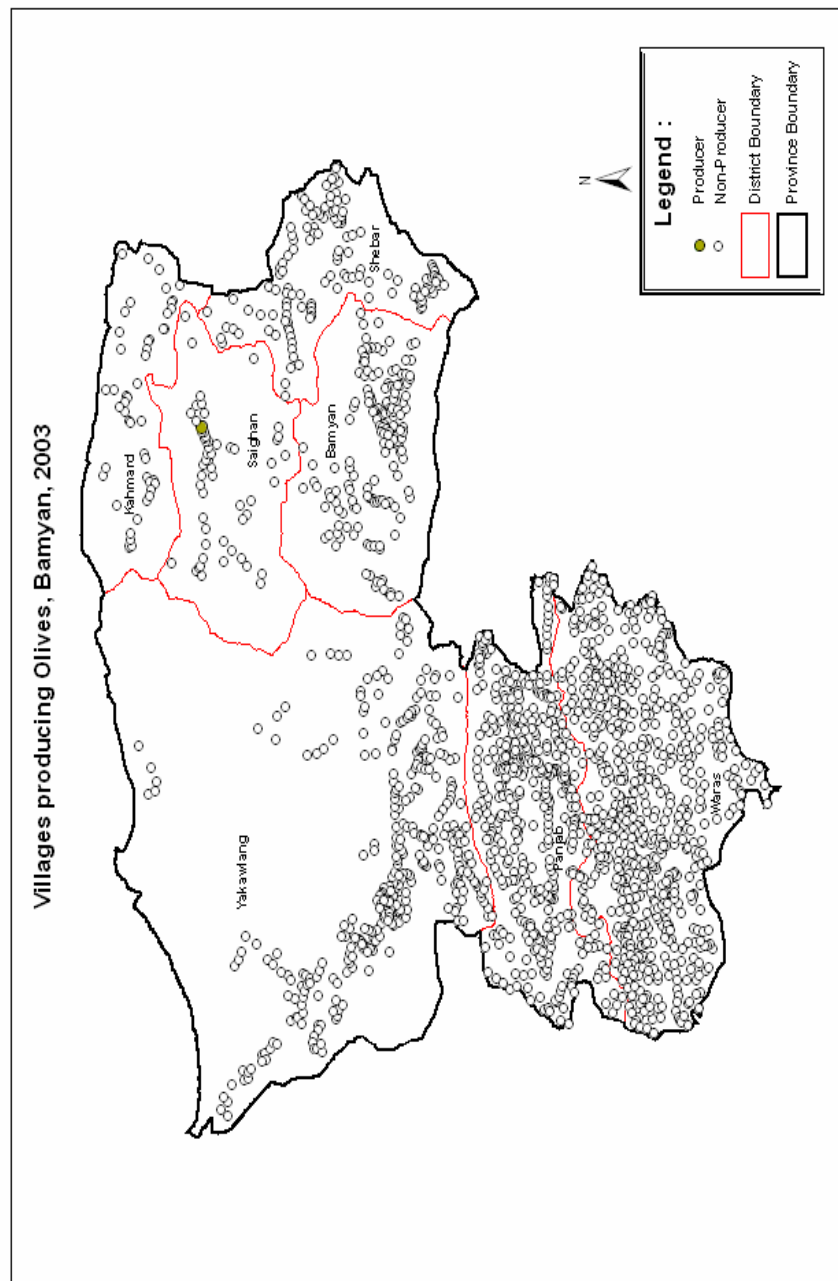 Villages producing Olives, Bamyan, 2003
Kahmard
Saighan
Shebar
Bamyan
Yakawlang
Panjab
Waras
N
Legend :
Producer
Non-Producer
District Boundary
Province Boundary